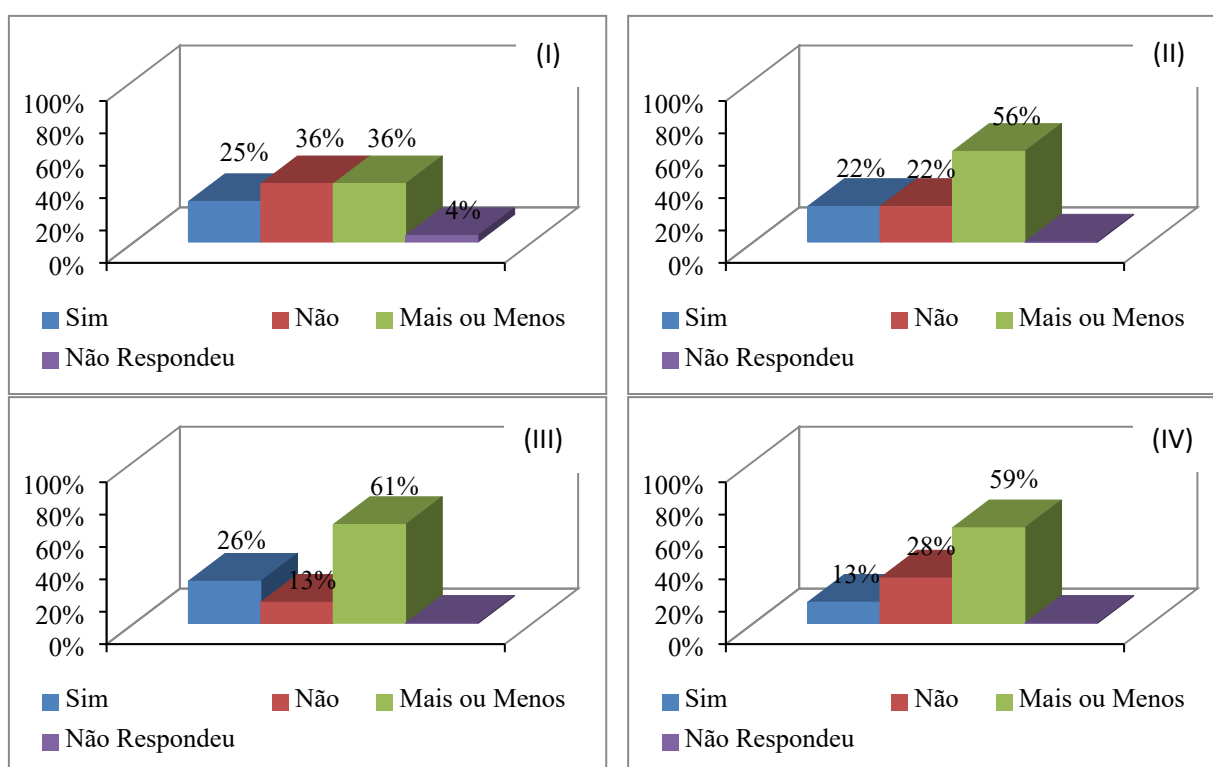 (I)
100%
80%
60%
40%
20%
0%
25%
36%
36%
4%
Sim
Não
Mais ou Menos
Não Respondeu
(II)
100%
80%
60%
40%
20%
0%
22%
22%
56%
Sim
Não
Mais ou Menos
Não Respondeu
(III)
100%
80%
60%
40%
20%
0%
26%
13%
61%
Sim
Não
Mais ou Menos
Não Respondeu
(IV)
100%
80%
60%
40%
20%
0%
13%
28%
59%
Sim
Não
Mais ou Menos
Não Respondeu